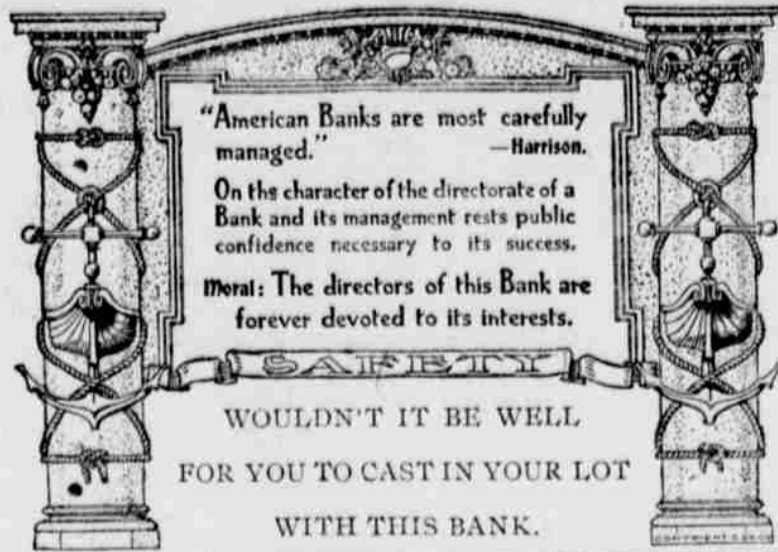 "American Banks are most carefully
managed." —Harrison.
On ths character of the directorate of a
Bank and its management rests public
confidence necessary to its success.
Moral: The directors of this Bank are
forever devoted to its interests.
SAFETY
WOULDN'T IT BE WELL
FOR YOU TO CAST IN YOUR LOT
WITH THIS BANK.
COPYRIGHT